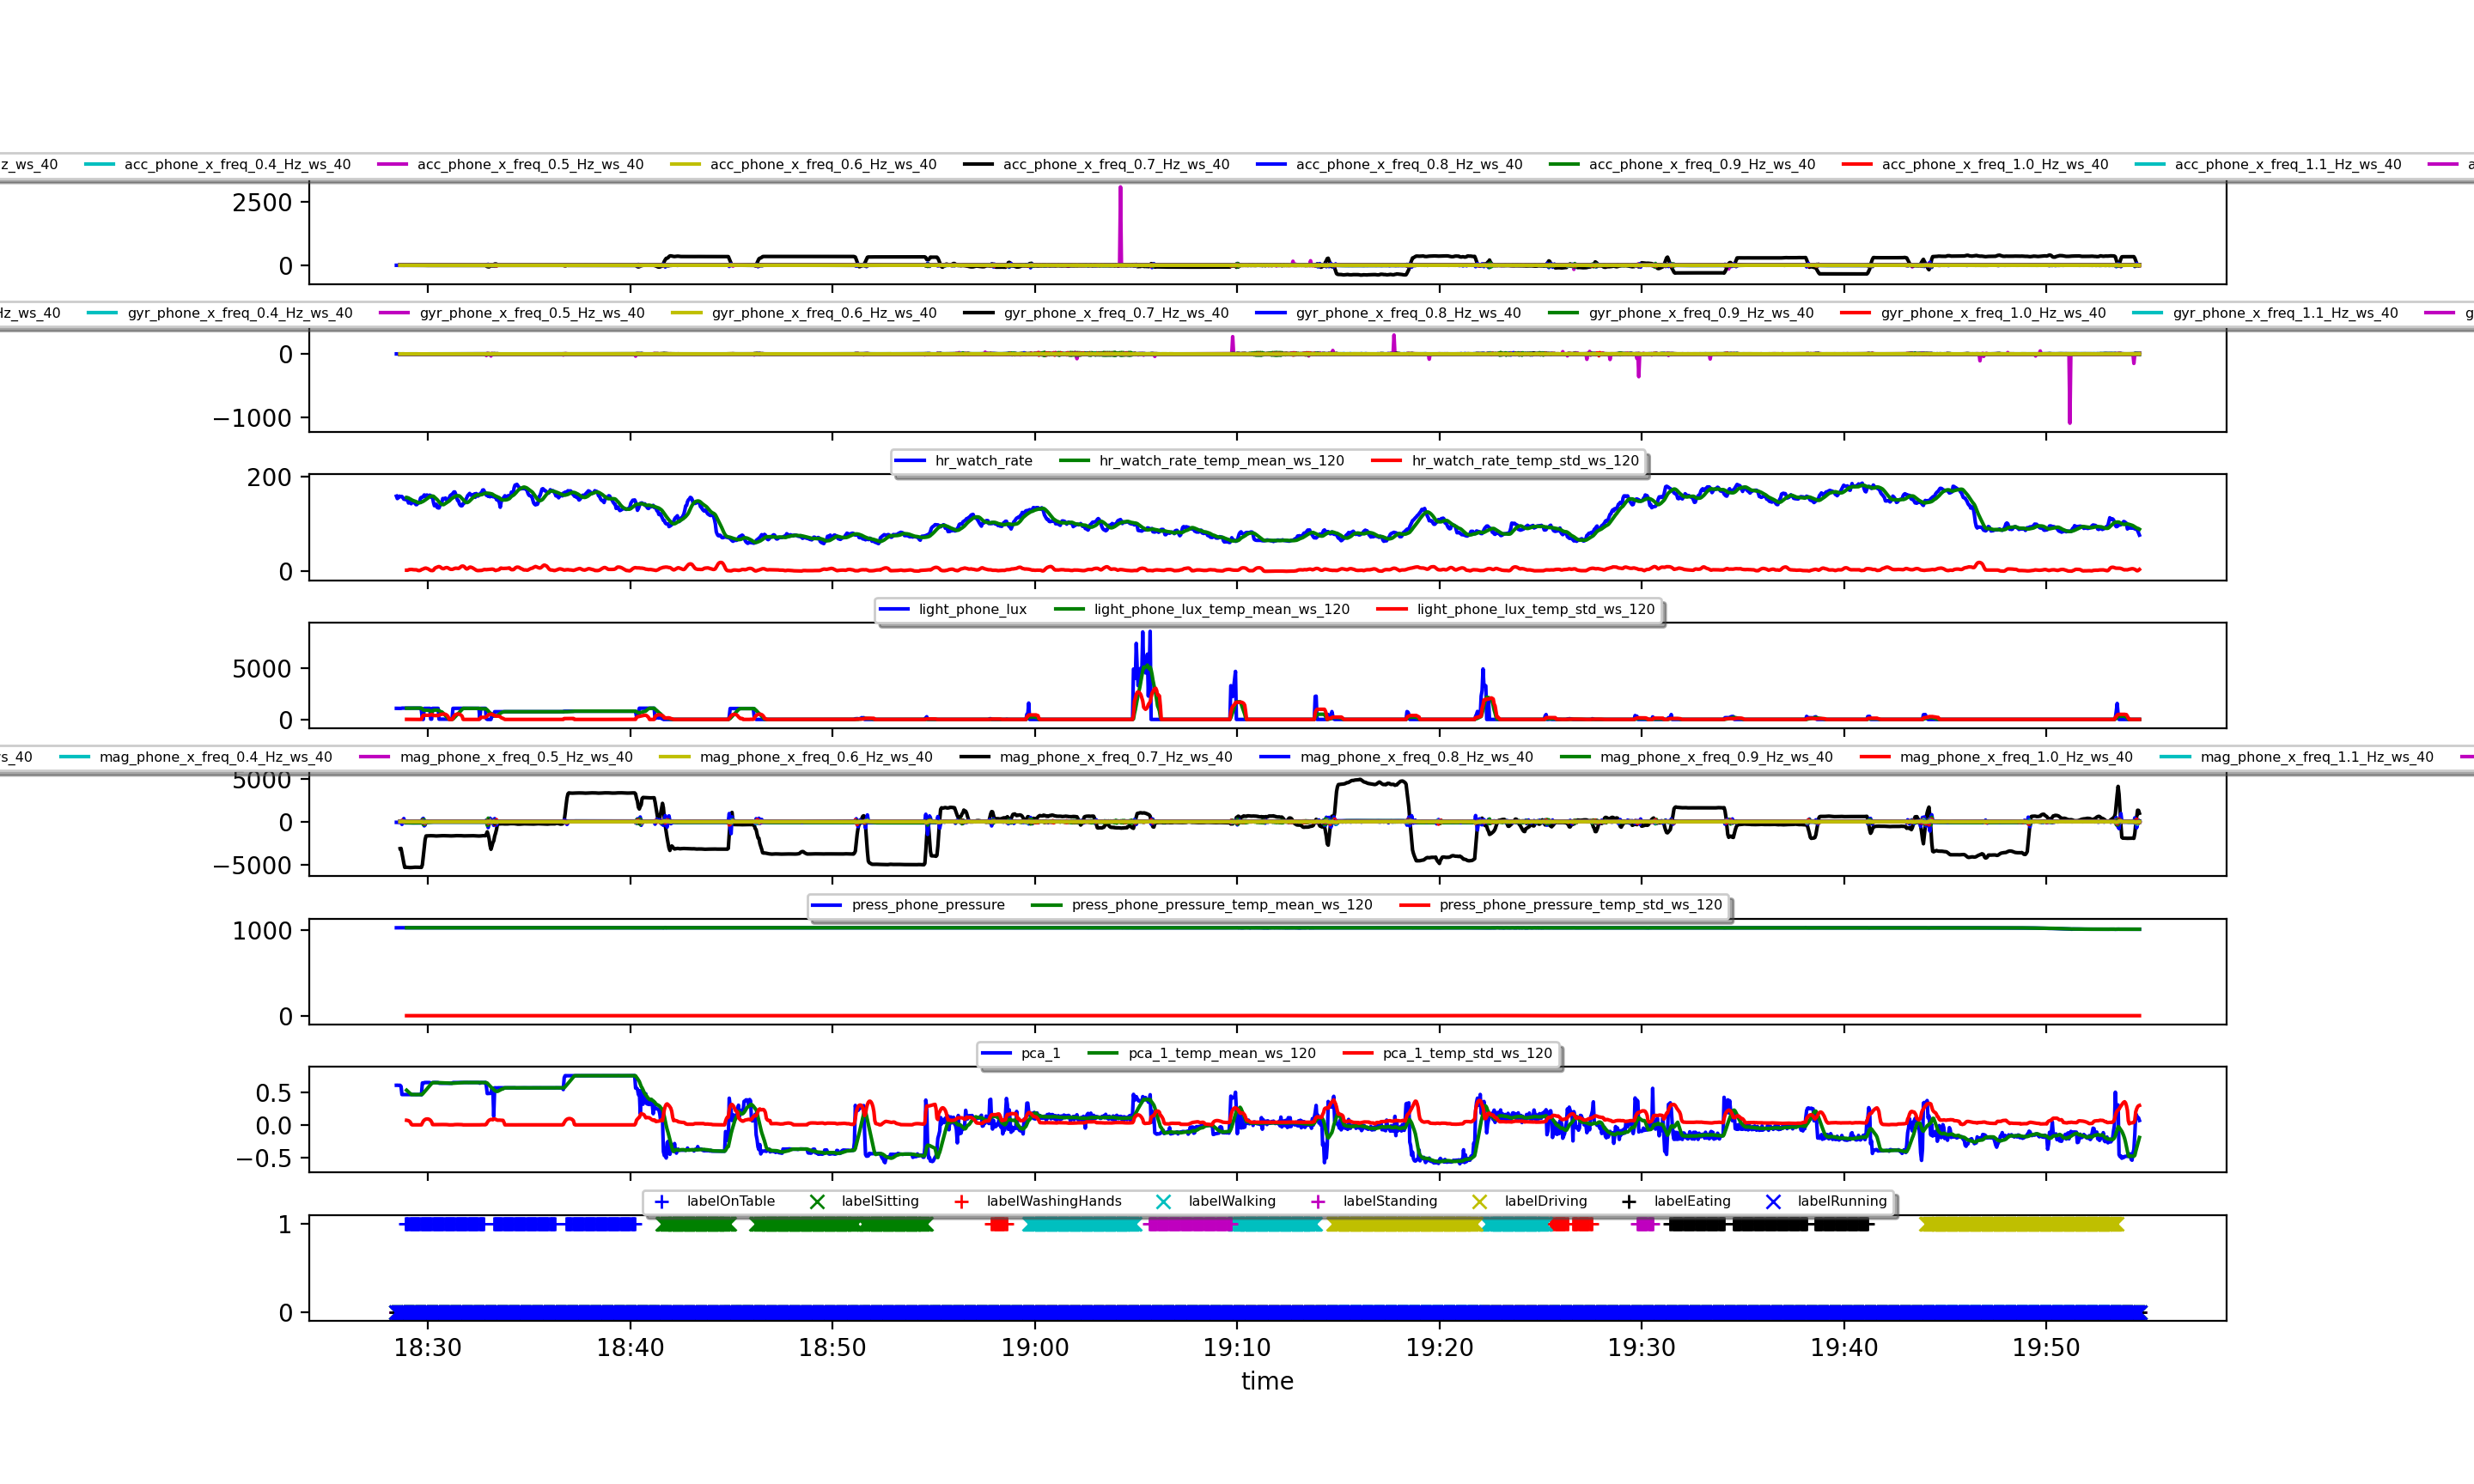 z_ws_40 acc_phone_x_freq_0.4_Hz_ws_40 acc_phone_x_freq_0.5_Hz_ws_40 acc_phone_x_freq_0.6_Hz_ws_40 acc_phone_x_freq_0.7_Hz_ws_40 acc_phone_x_freq_0.8_Hz_ws_40 acc_phone_x_freq_0.9_Hz_ws_40 acc_phone_x_freq_1.0_Hz_ws_40 acc_phone_x_freq_1.1_Hz_ws_40 a
2500
0
Hz_ws_40 gyr_phone_x_freq_0.4_Hz_ws_40 gyr_phone_x_freq_0.5_Hz_ws_40 gyr_phone_x_freq_0.6_Hz_ws_40 gyr_phone_x_freq_0.7_Hz_ws_40 gyr_phone_x_freq_0.8_Hz_ws_40 gyr_phone_x_freq_0.9_Hz_ws_40 gyr_phone_x_freq_1.0_Hz_ws_40 gyr_phone_x_freq_1.1_Hz_ws_40 g
0
−1000
hr_watch_rate hr_watch_rate_temp_mean_ws_120 hr_watch_rate_temp_std_ws_120
200
0
light_phone_lux light_phone_lux_temp_mean_ws_120 light_phone_lux_temp_std_ws_120
5000
0
s_40 mag_phone_x_freq_0.4_Hz_ws_40 mag_phone_x_freq_0.5_Hz_ws_40 mag_phone_x_freq_0.6_Hz_ws_40 mag_phone_x_freq_0.7_Hz_ws_40 mag_phone_x_freq_0.8_Hz_ws_40 mag_phone_x_freq_0.9_Hz_ws_40 mag_phone_x_freq_1.0_Hz_ws_40 mag_phone_x_freq_1.1_Hz_ws_40
5000
0
−5000
press_phone_pressure press_phone_pressure_temp_mean_ws_120 press_phone_pressure_temp_std_ws_120
1000
0
pca_1 pca_1_temp_mean_ws_120 pca_1_temp_std_ws_120
0.5
0.0
−0.5
labelOnTable labelSitting labelWashingHands labelWalking labelStanding labelDriving labelEating labelRunning
1
0
18:30 18:40 18:50 19:00 19:10 19:20 19:30 19:40 19:50
time